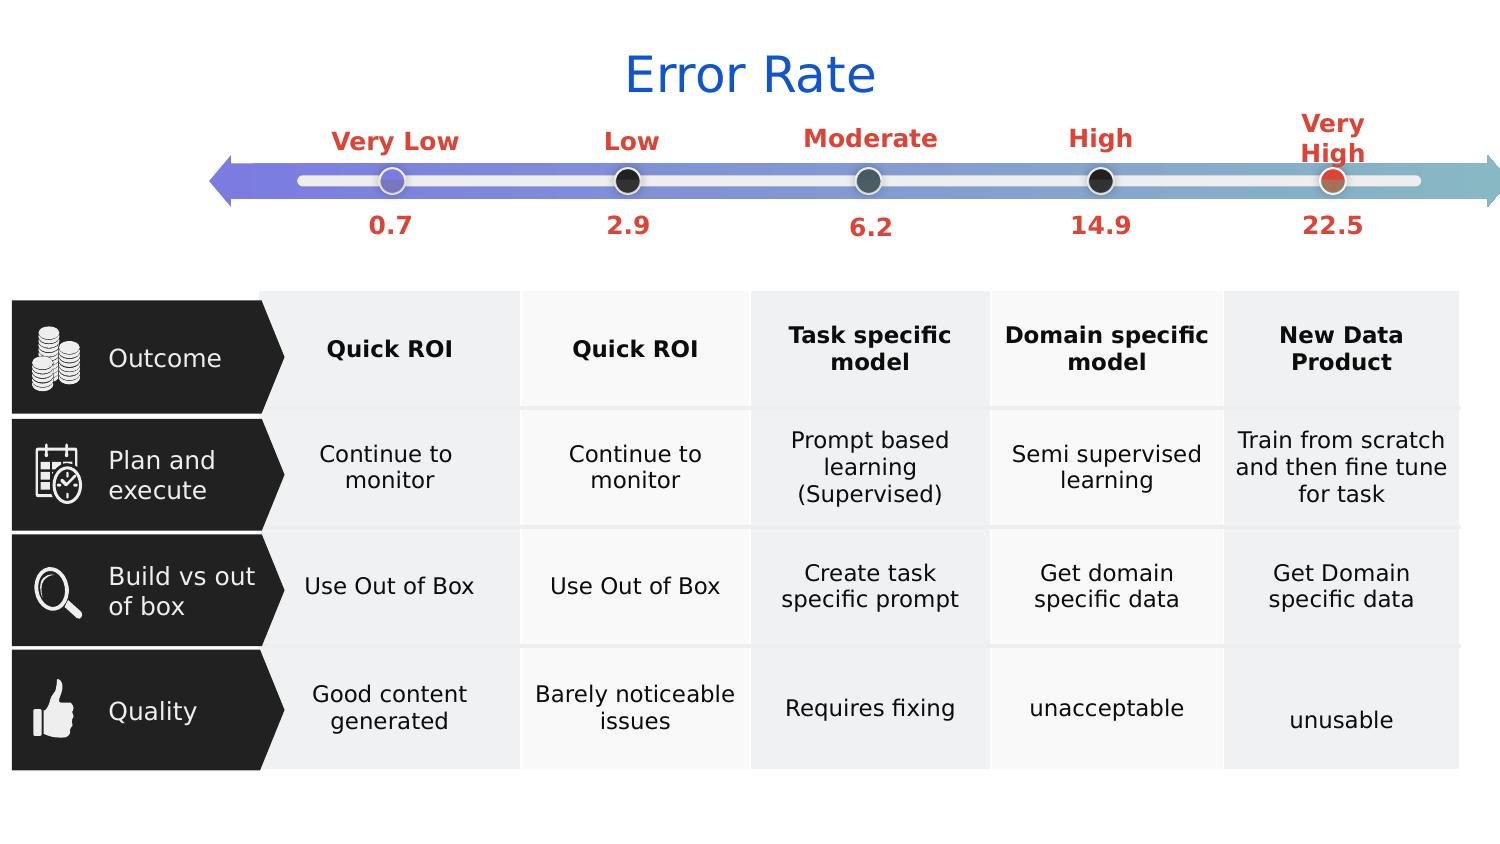 Error Rate
Very Low
Low
Moderate
High
Very
High
0.7
2.9
6.2
14.9
22.5
Outcome
Quick ROI
Quick ROI
Task specific
model
Domain specific
model
New Data
Product
Plan and
execute
Continue to
monitor
Continue to
monitor
Prompt based
learning
(Supervised)
Semi supervised
learning
Train from scratch
and then fine tune
for task
Build vs out
of box
Use Out of Box
Use Out of Box
Create task
specific prompt
Get domain
specific data
Get Domain
specific data
Quality
Good content
generated
Barely noticeable
issues
Requires fixing
unacceptable
unusable